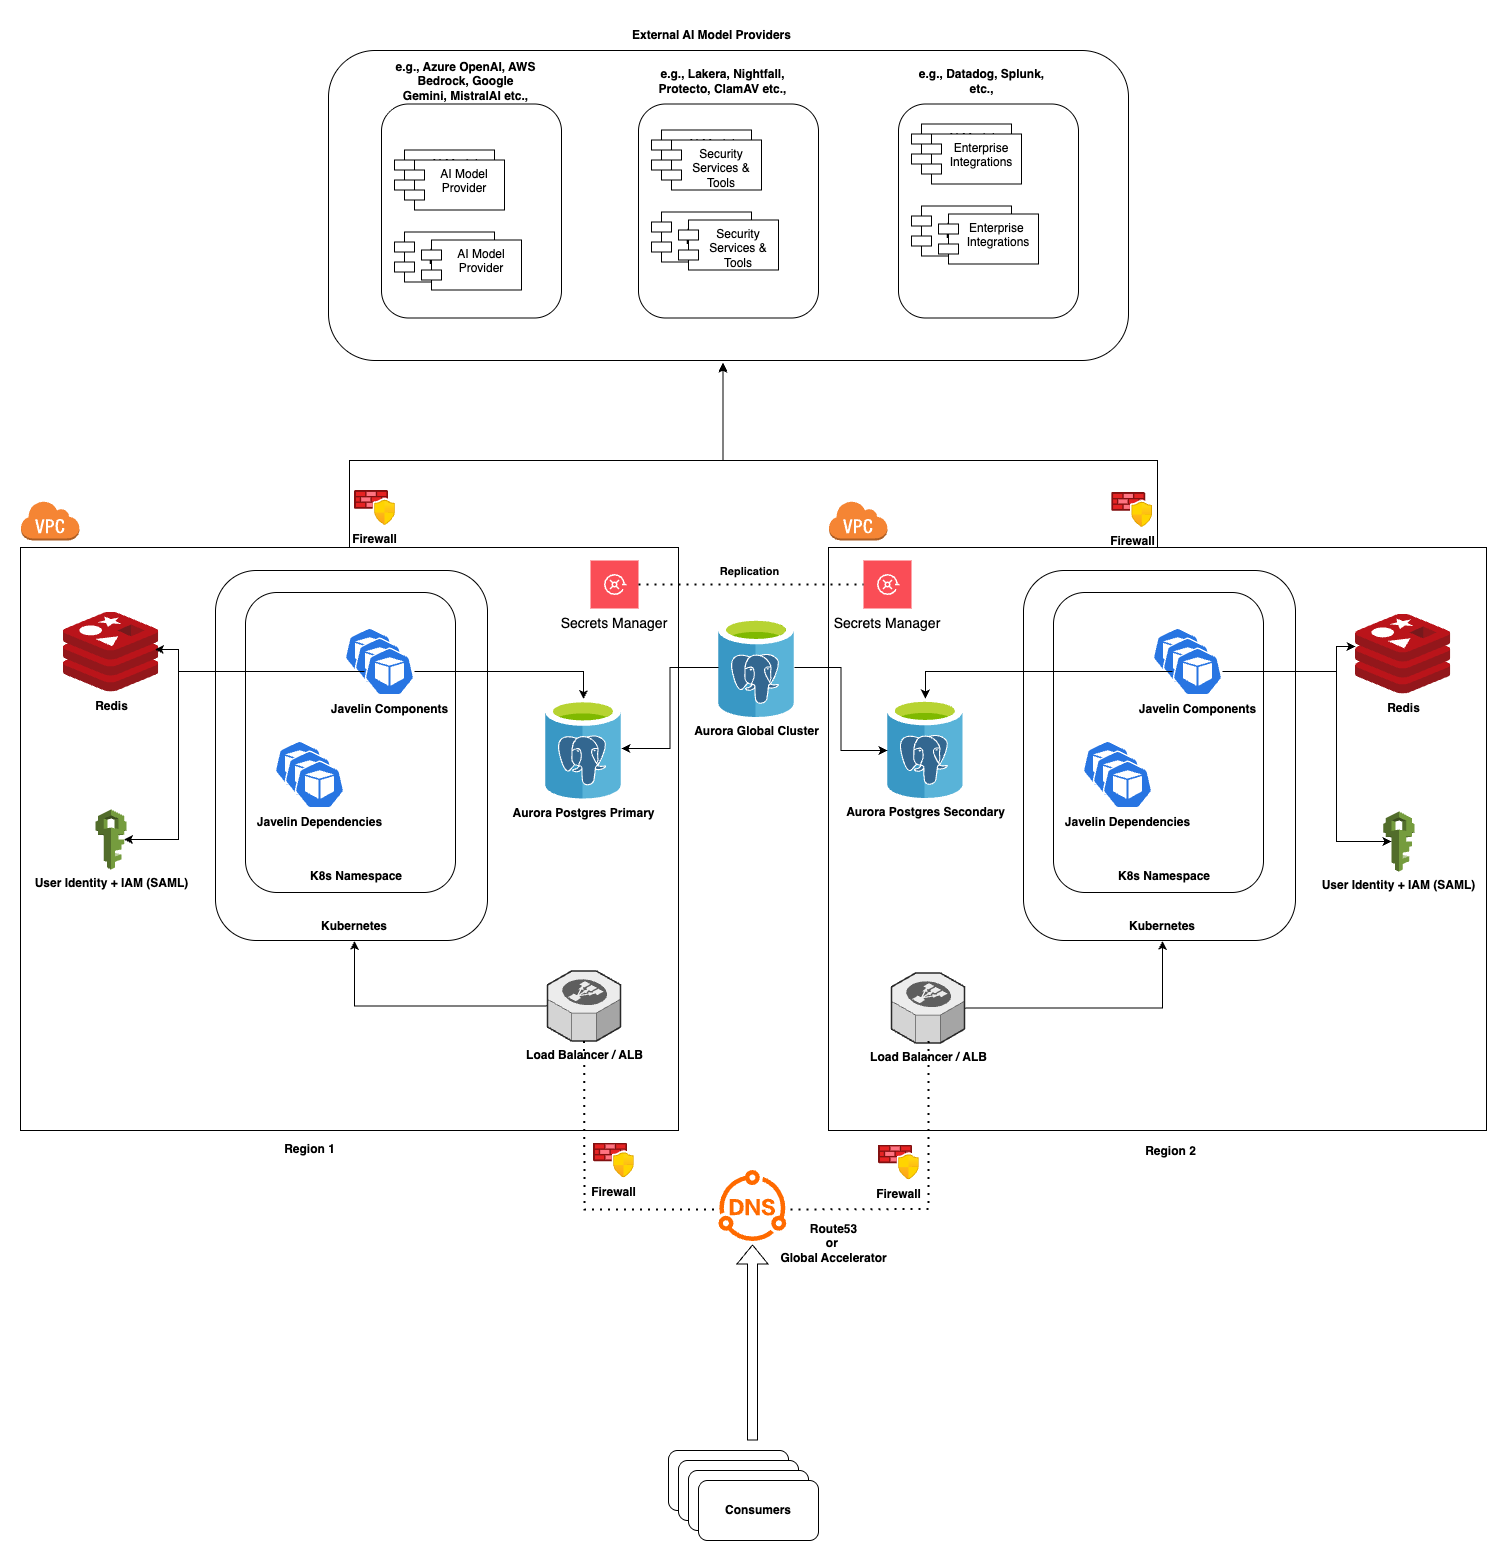 External AI Model Providers
e.g., Azure OpenAI, AWS
Bedrock, Google
Gemini, MistralAI etc.,
e.g., Lakera, Nightfall,
Protecto, ClamAV etc.,
e.g., Datadog, Splunk,
etc.,
AI Model
Provider
AI Model
Provider
Security
Services &
Tools
Security
Services &
Tools
Enterprise
Integrations
Enterprise
Integrations
VPC
Firewall
VPC
Firewall
Replication
Secrets Manager
Secrets Manager
Redis
Javelin Components
Aurora Global Cluster
Javelin Components
Redis
Javelin Dependencies
Aurora Postgres Primary
Aurora Postgres Secondary
Javelin Dependencies
User Identity + IAM (SAML)
K8s Namespace
K8s Namespace
User Identity + IAM (SAML)
Kubernetes
Kubernetes
Load Balancer / ALB
Load Balancer / ALB
Region 1
Region 2
Firewall
Firewall
DNS
Route53
or
Global Accelerator
Consumers